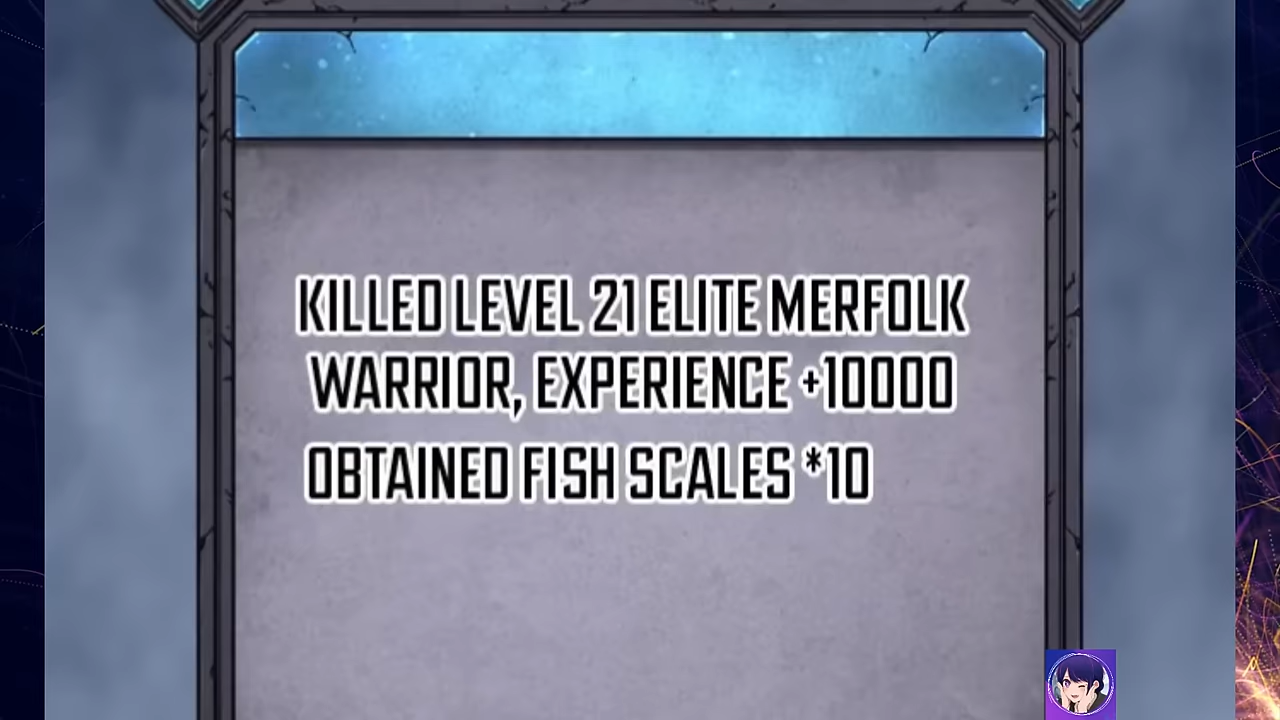 KILLED LEVEL 21 ELITE MERFOLK
WARRIOR, EXPERIENCE +10000
OBTAINED FISH SCALES *10